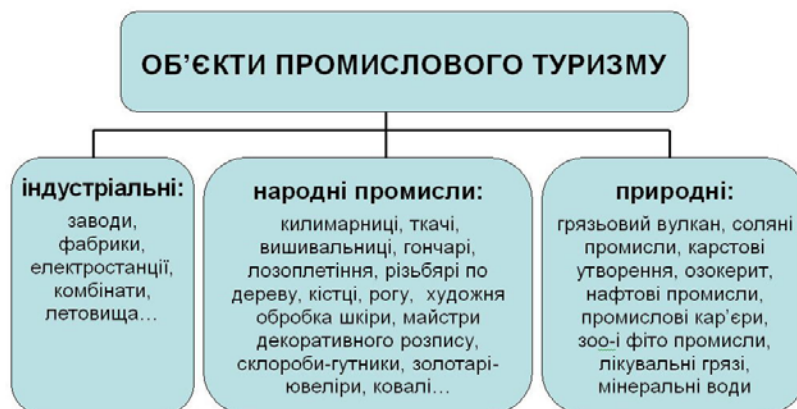 ОБ’ЄКТИ ПРОМИСЛОВОГО ТУРИЗМУ
індустріальні:
заводи,
фабрики,
електростанції,
комбінати,
летовища…
народні промисли:
килимарниці, ткачі,
вишивальниці, гончарі,
лозоплетіння, різьбярі по
дереву, кістці, рогу, художня
обробка шкіри, майстри
декоративного розпису,
склороби-гутники, золотарі-
ювеліри, ковалі…
природні:
грязьовий вулкан, соляні
промисли, карстові
утворення, озокерит,
нафтові промисли,
промислові кар’єри,
зоо-і фіто промисли,
лікувальні грязі,
мінеральні води